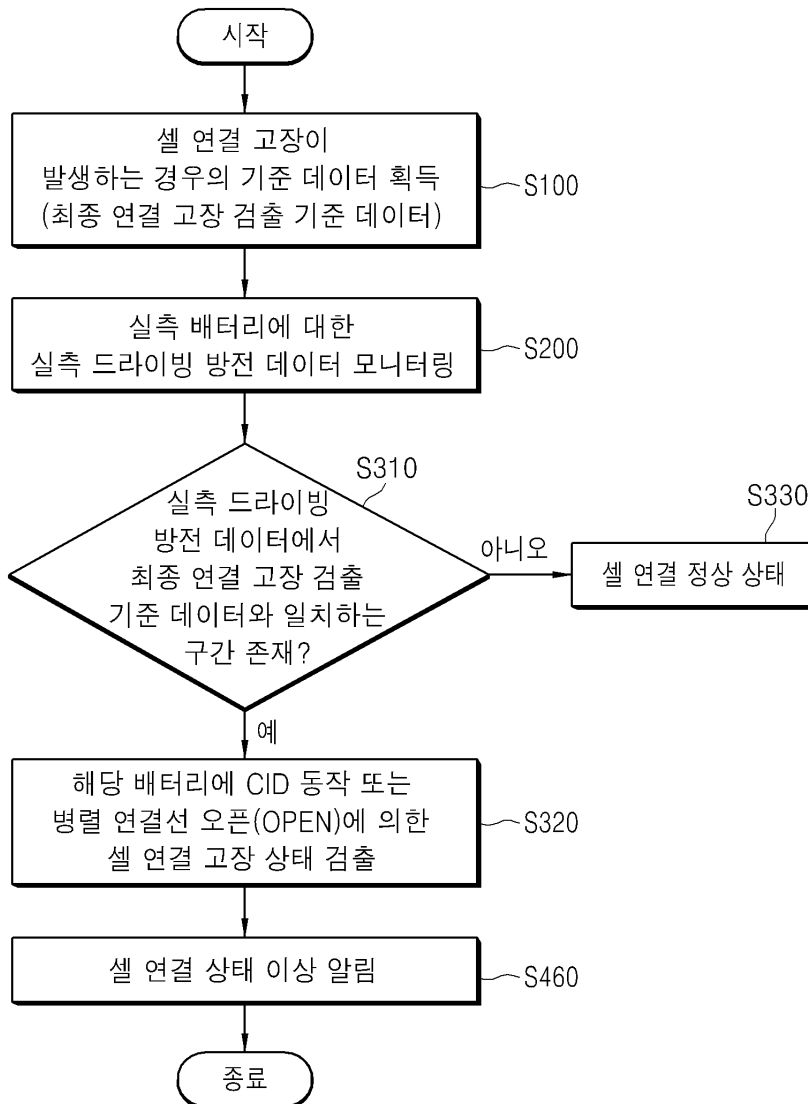 시작
셀 연결 고장이
발생하는 경우의 기준 데이터 획득
(최종 연결 고장 검출 기준 데이터)
S100
실측 배터리에 대한
실측 드라이빙 방전 데이터 모니터링
S200
S310
실측 드라이빙
방전 데이터에서
최종 연결 고장 검출
기준 데이터와 일치하는
구간 존재?
아니오
S330
셀 연결 정상 상태
예
해당 배터리에 CID 동작 또는
병렬 연결선 오픈(OPEN)에 의한
셀 연결 고장 상태 검출
S320
셀 연결 상태 이상 알림
S460
종료